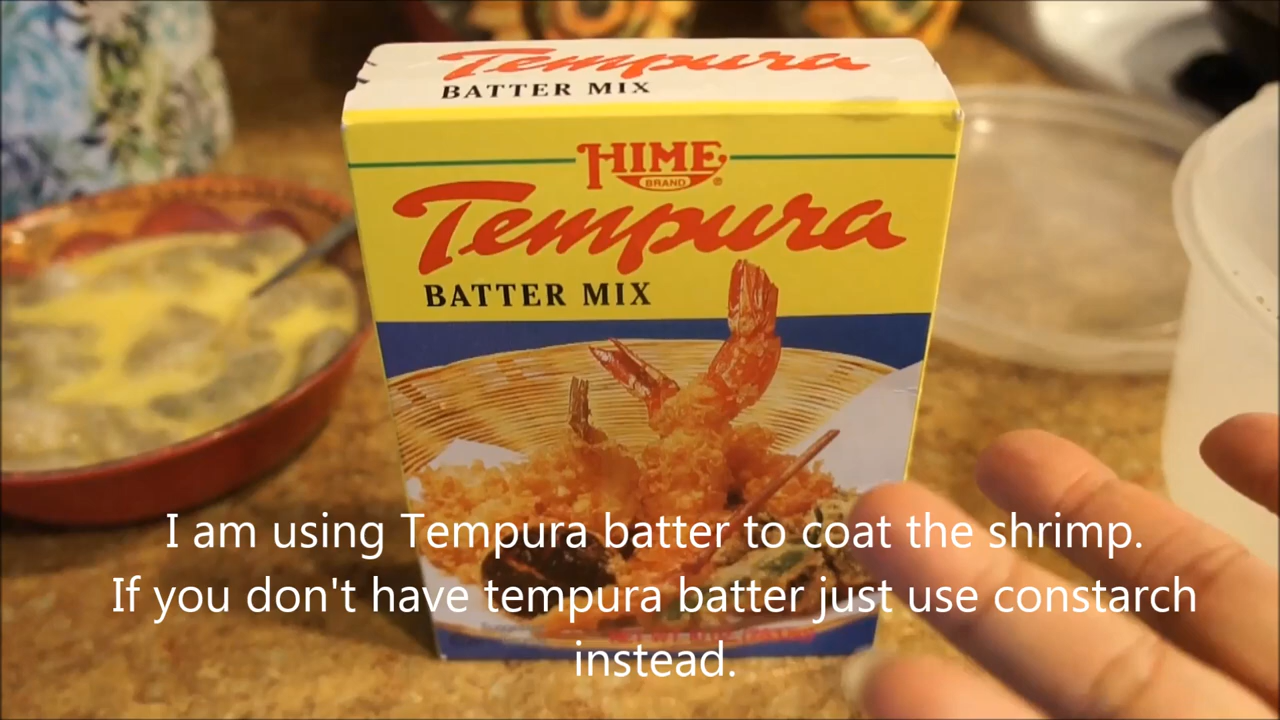 Tempura
BATTER MIX
HIME
BRAND
®
Tempura
BATTER MIX
I am using Tempura batter to coat the shrimp.
If you don't have tempura batter just use constarch
instead.